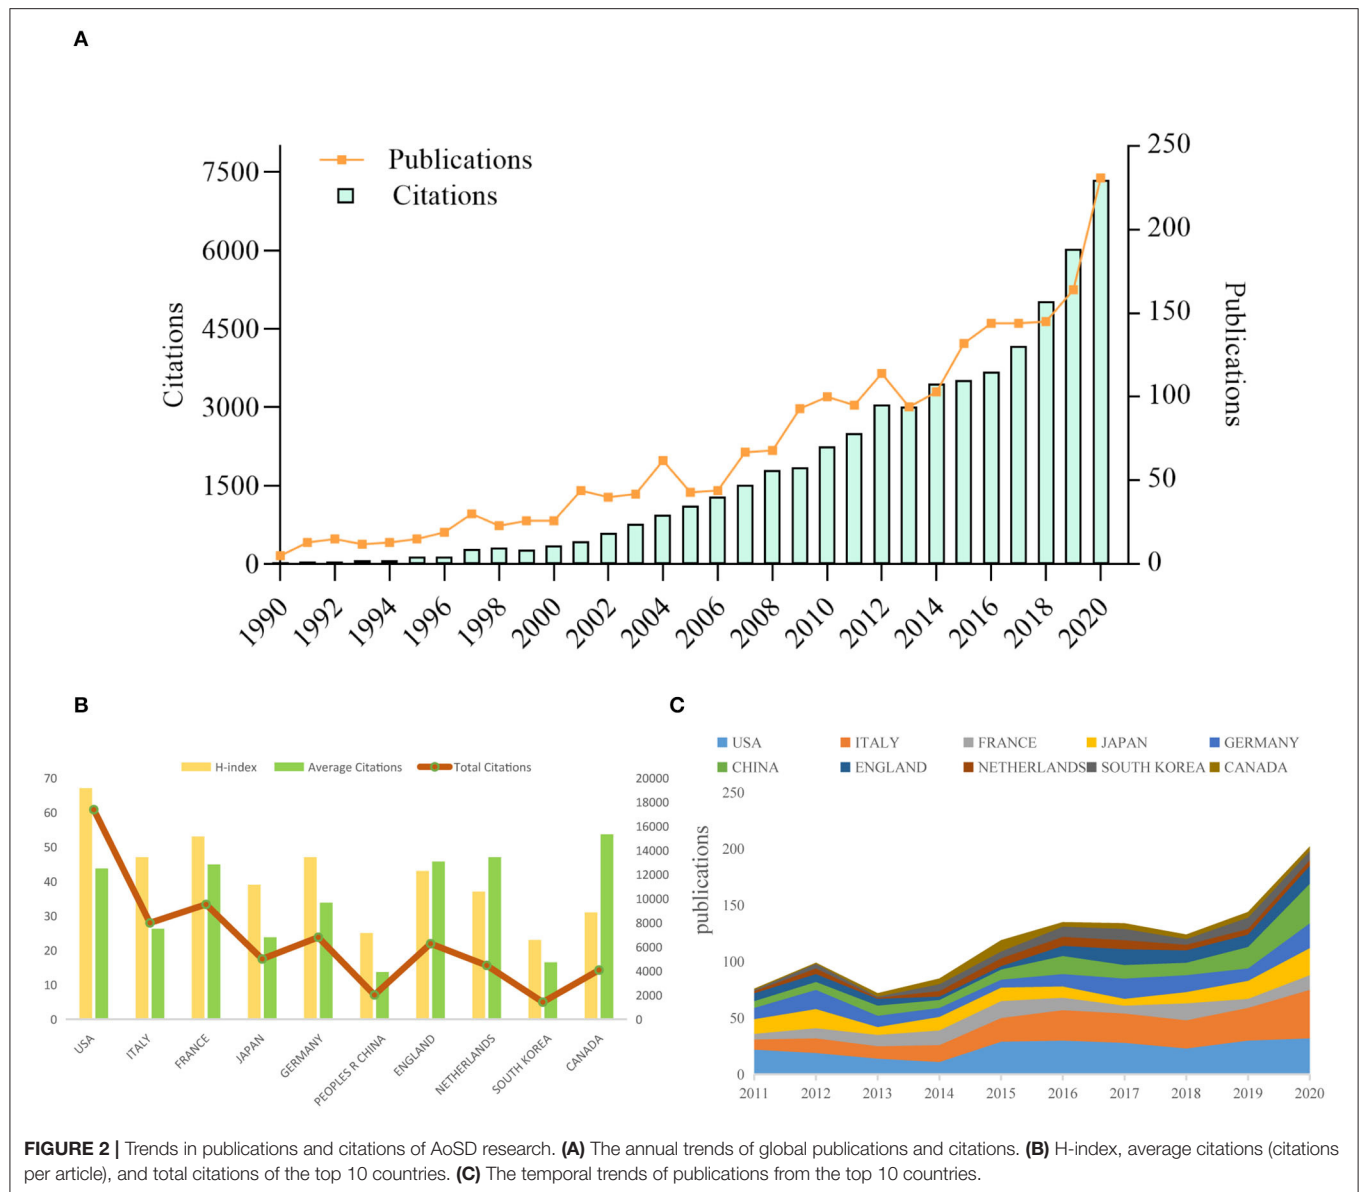 A
Publications
Citations
7500
6000
4500
3000
1500
0
Citations
250
200
150
100
50
0
Publications
1990
1992
1994
1996
1998
2000
2002
2004
2006
2008
2010
2012
2014
2016
2018
2020
B
H-index Average Citations Total Citations
70
60
50
40
30
20
10
0
20000
18000
16000
14000
12000
10000
8000
6000
4000
2000
0
USA
ITALY
FRANCE
JAPAN
GERMANY
PEOPLES R CHINA
ENGLAND
NETHERLANDS
SOUTH KOREA
CANADA
C
USA ITALY FRANCE JAPAN GERMANY
CHINA ENGLAND NETHERLANDS SOUTH KOREA CANADA
250
200
150
100
50
0
publications
2011 2012 2013 2014 2015 2016 2017 2018 2019 2020
FIGURE 2 | Trends in publications and citations of AoSD research. (A) The annual trends of global publications and citations. (B) H-index, average citations (citations
per article), and total citations of the top 10 countries. (C) The temporal trends of publications from the top 10 countries.